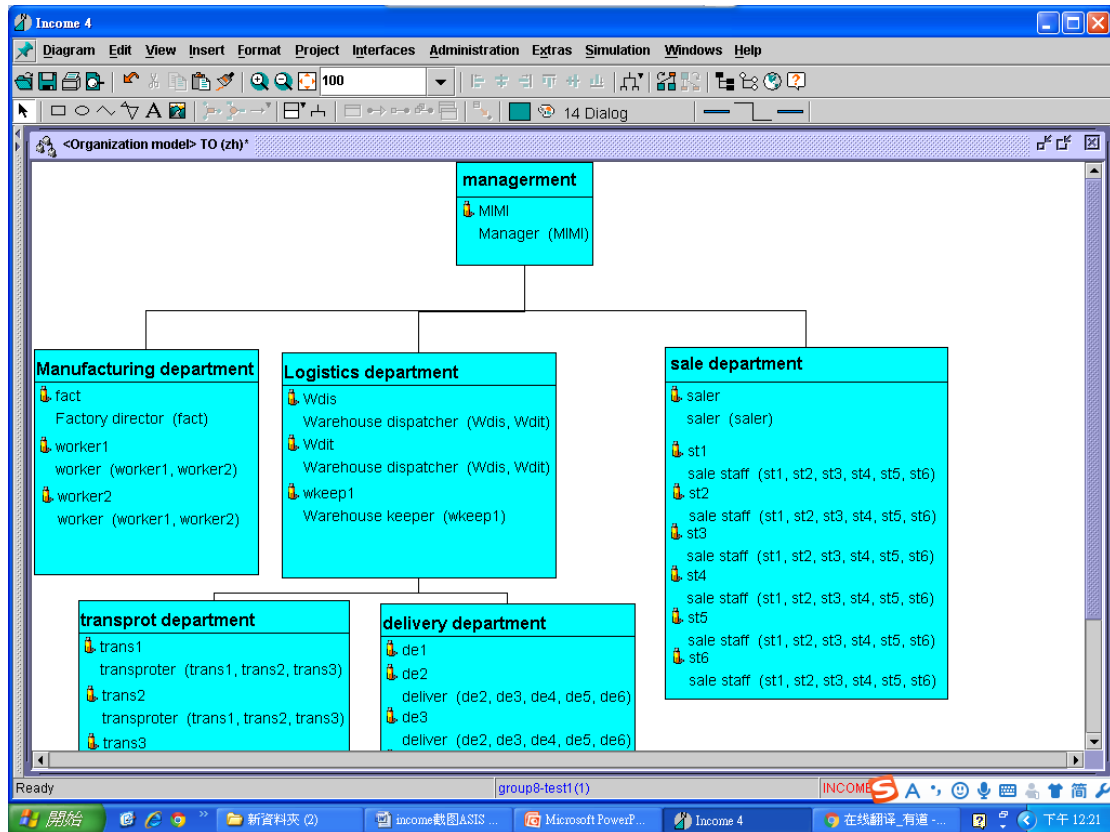 Income 4
Diagram Edit View Insert Format Project Interfaces Administration Extras Simulation Windows Help
100
A 14 Dialog
<Organization model> TO (zh)*
managerment
MIMI
Manager (MIMI)
Manufacturing department
fact
Factory director (fact)
worker1
worker (worker1, worker2)
worker2
worker (worker1, worker2)
Logistics department
Wdis
Warehouse dispatcher (Wdis, Wdit)
Wdit
Warehouse dispatcher (Wdis, Wdit)
wkeep1
Warehouse keeper (wkeep1)
sale department
saler
saler (saler)
st1
sale staff (st1, st2, st3, st4, st5, st6)
st2
sale staff (st1, st2, st3, st4, st5, st6)
st3
sale staff (st1, st2, st3, st4, st5, st6)
st4
sale staff (st1, st2, st3, st4, st5, st6)
st5
sale staff (st1, st2, st3, st4, st5, st6)
st6
sale staff (st1, st2, st3, st4, st5, st6)
transprot department
trans1
transproter (trans1, trans2, trans3)
trans2
transproter (trans1, trans2, trans3)
trans3
delivery department
de1
de2
deliver (de2, de3, de4, de5, de6)
de3
deliver (de2, de3, de4, de5, de6)
Ready group8-test1(1) INCOME
S A 简
開始 新資料夾 (2) income截图ASIS ... Microsoft PowerP... Income 4 在线翻译_有道 -... 下午 12:21